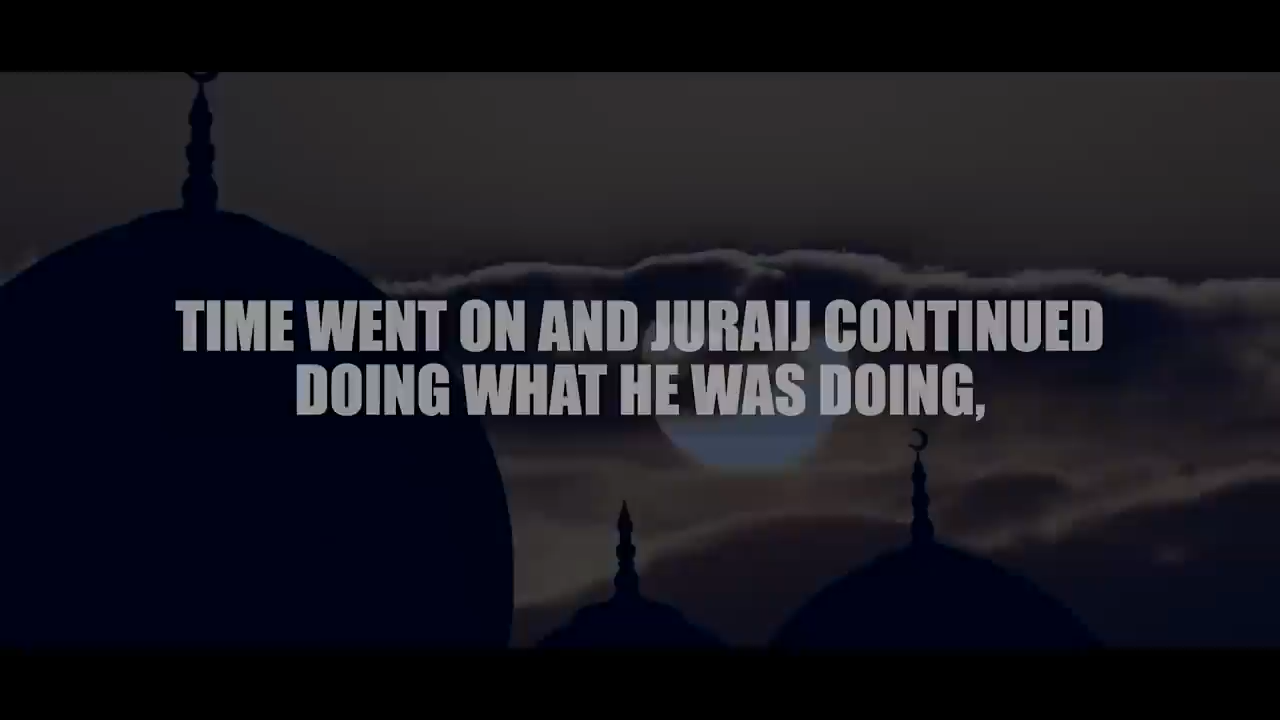 TIME WENT ON AND JURAIJ CONTINUED
DOING WHAT HE WAS DOING,